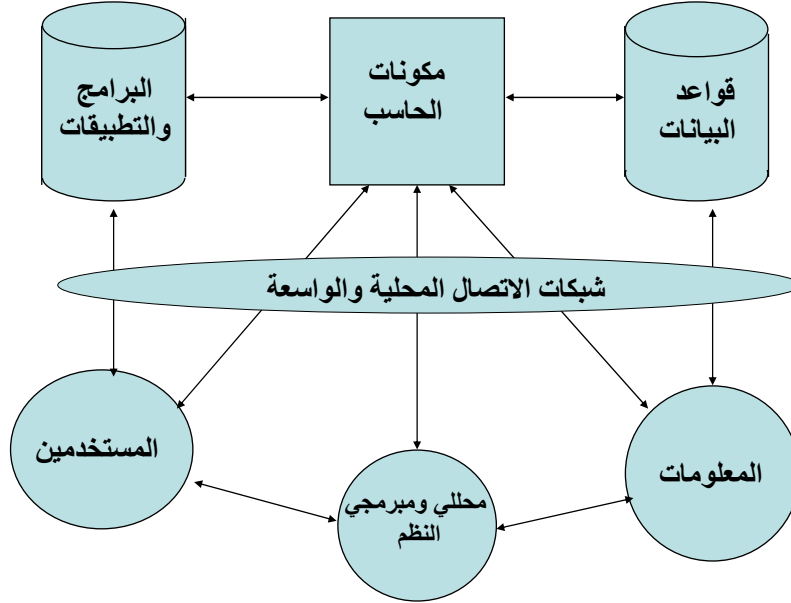 قواعد
البيانات
مكونات
الحاسب
البرامج
والتطبيقات
شبكات الاتصال المحلية والواسعة
المعلومات
محللي ومبرمجي
النظم
المستخدمين